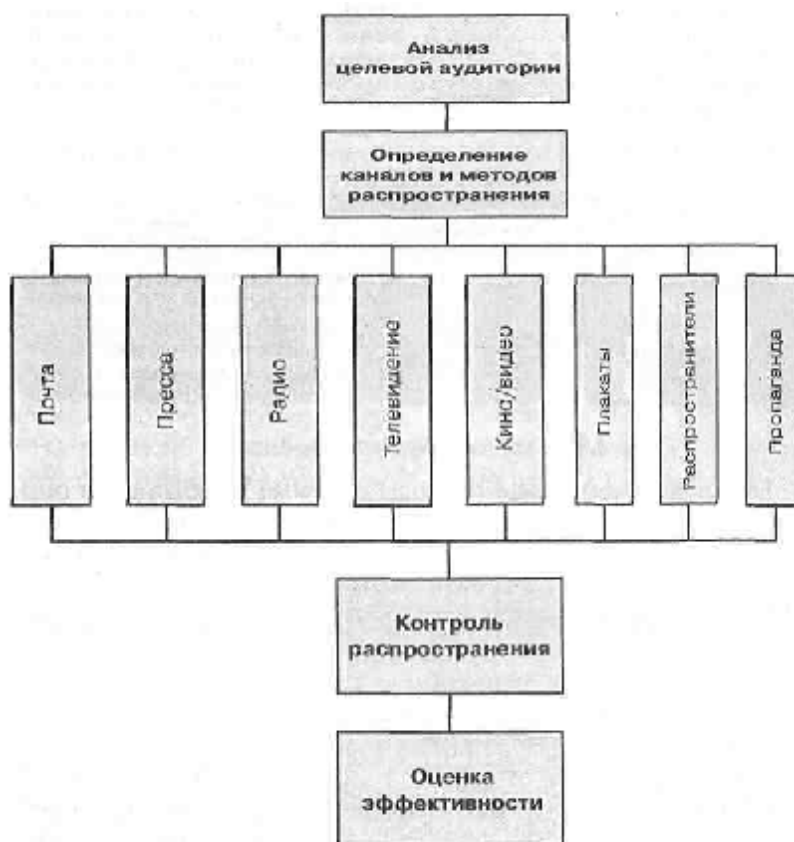 Анализ
целевой аудитории
Определение
каналов и методов
распространения
Почта
Пресса
Радио
Телевидение
Кино/видео
Плакаты
Распространители
Пропаганда
Контроль
распространения
Оценка
эффективности